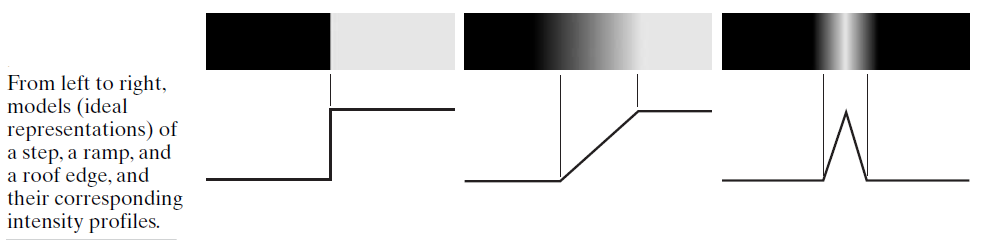 From left to right,
models (ideal
representations) of
a step, a ramp, and
a roof edge, and
their corresponding
intensity profiles.